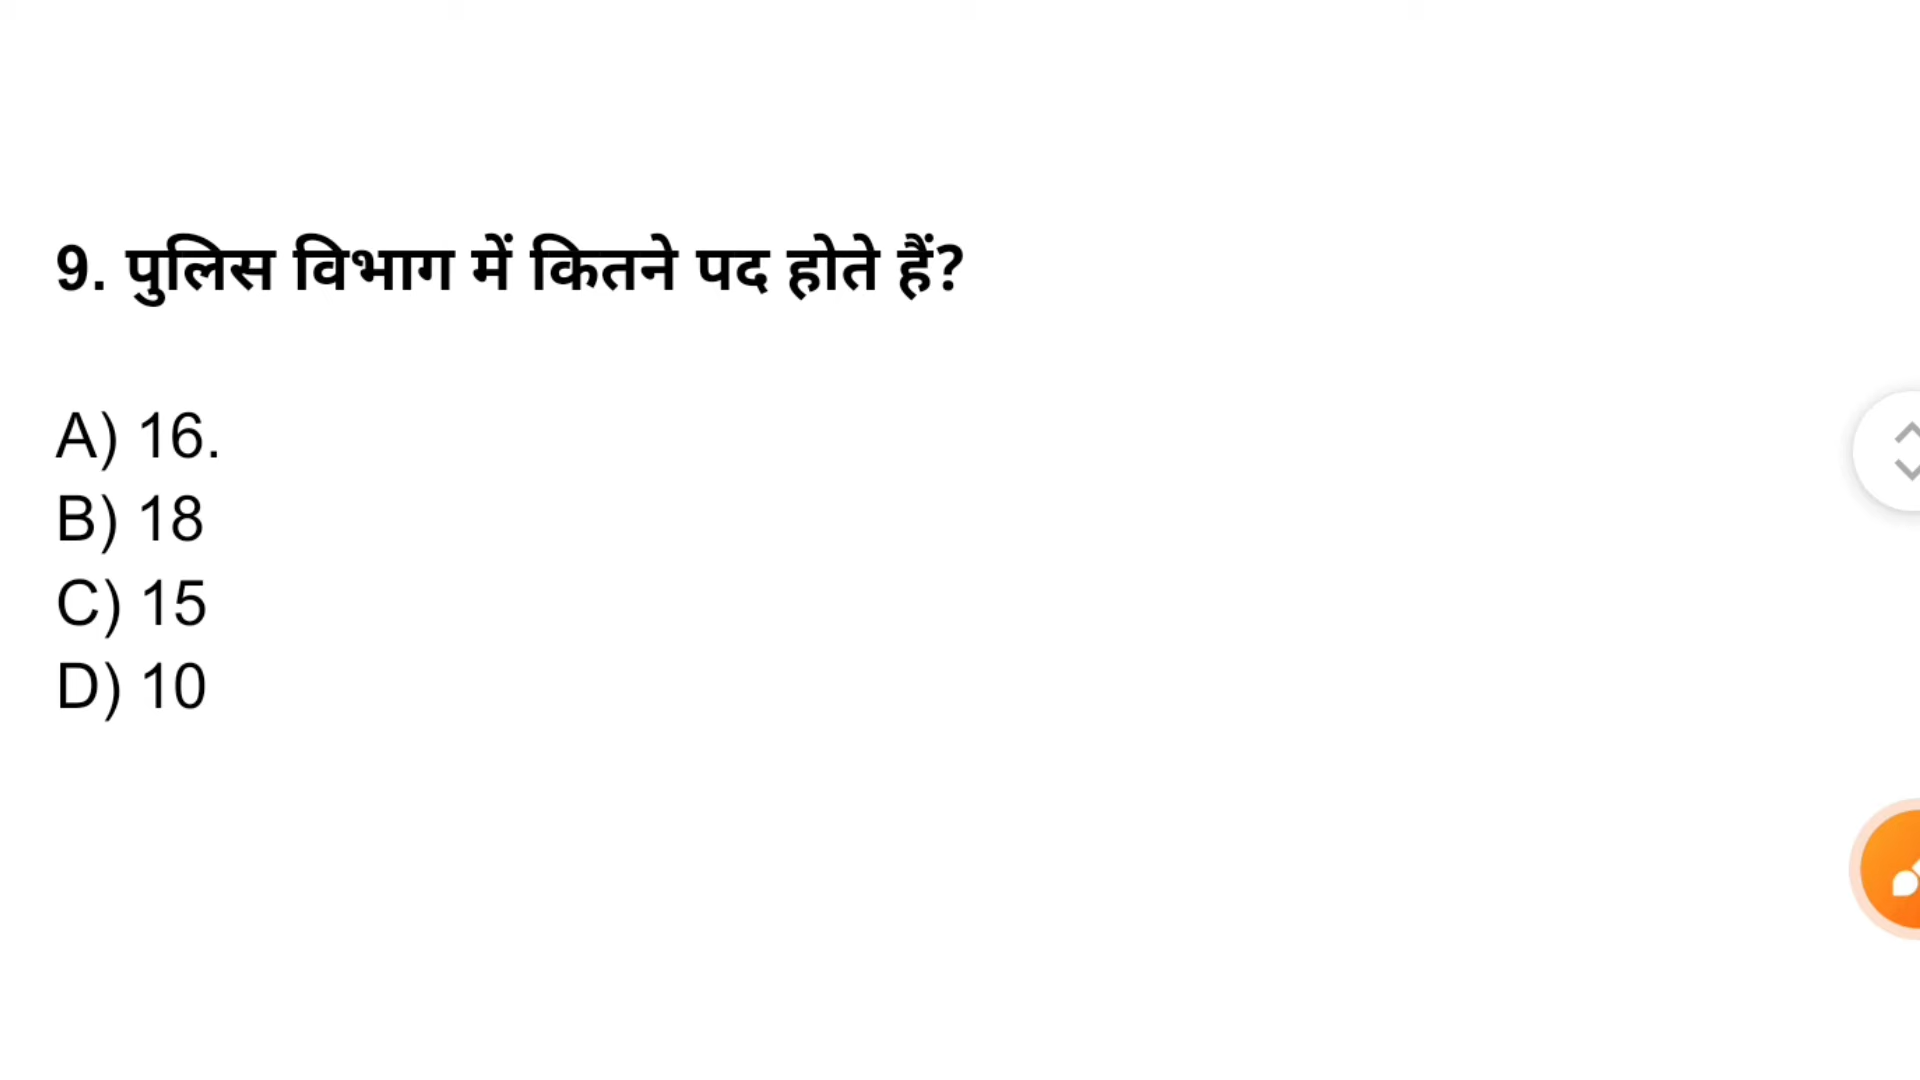 9. पुलिस विभाग में कितने पद होते हैं?
A) 16.
B) 18
C) 15
D) 10